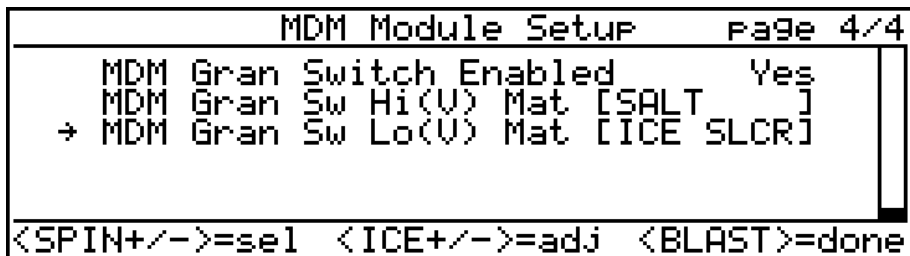 MDM Module Setup page 4/4
MDM Gran Switch Enabled Yes
MDM Gran Sw Hi(V) Mat [SALT ]
→ MDM Gran Sw Lo(V) Mat [ICE SLCR]
<SPIN+/->=sel <ICE+/->=adj <BLAST>=done